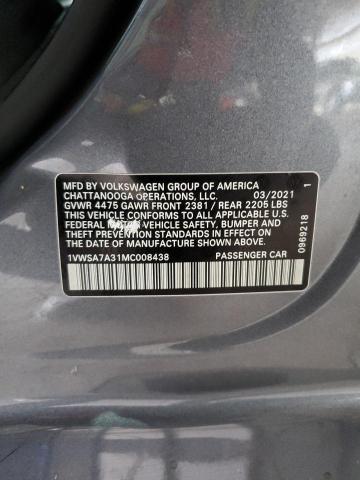 MFD BY VOLKSWAGEN GROUP OF AMERICA
CHATTANOOGA OPERATIONS, LLC. 03/2021
GVWR 4475 GAWR FRONT 2381 / REAR 2205 LBS
THIS VEHICLE CONFORMS TO ALL APPLICABLE U.S.
FEDERAL MOTOR VEHICLE SAFETY, BUMPER AND
THEFT PREVENTION STANDARDS IN EFFECT ON
THE DATE OF MANUFACTURE SHOWN ABOVE.
1VWSA7A31MC008438 PASSENGER CAR
0969218 1